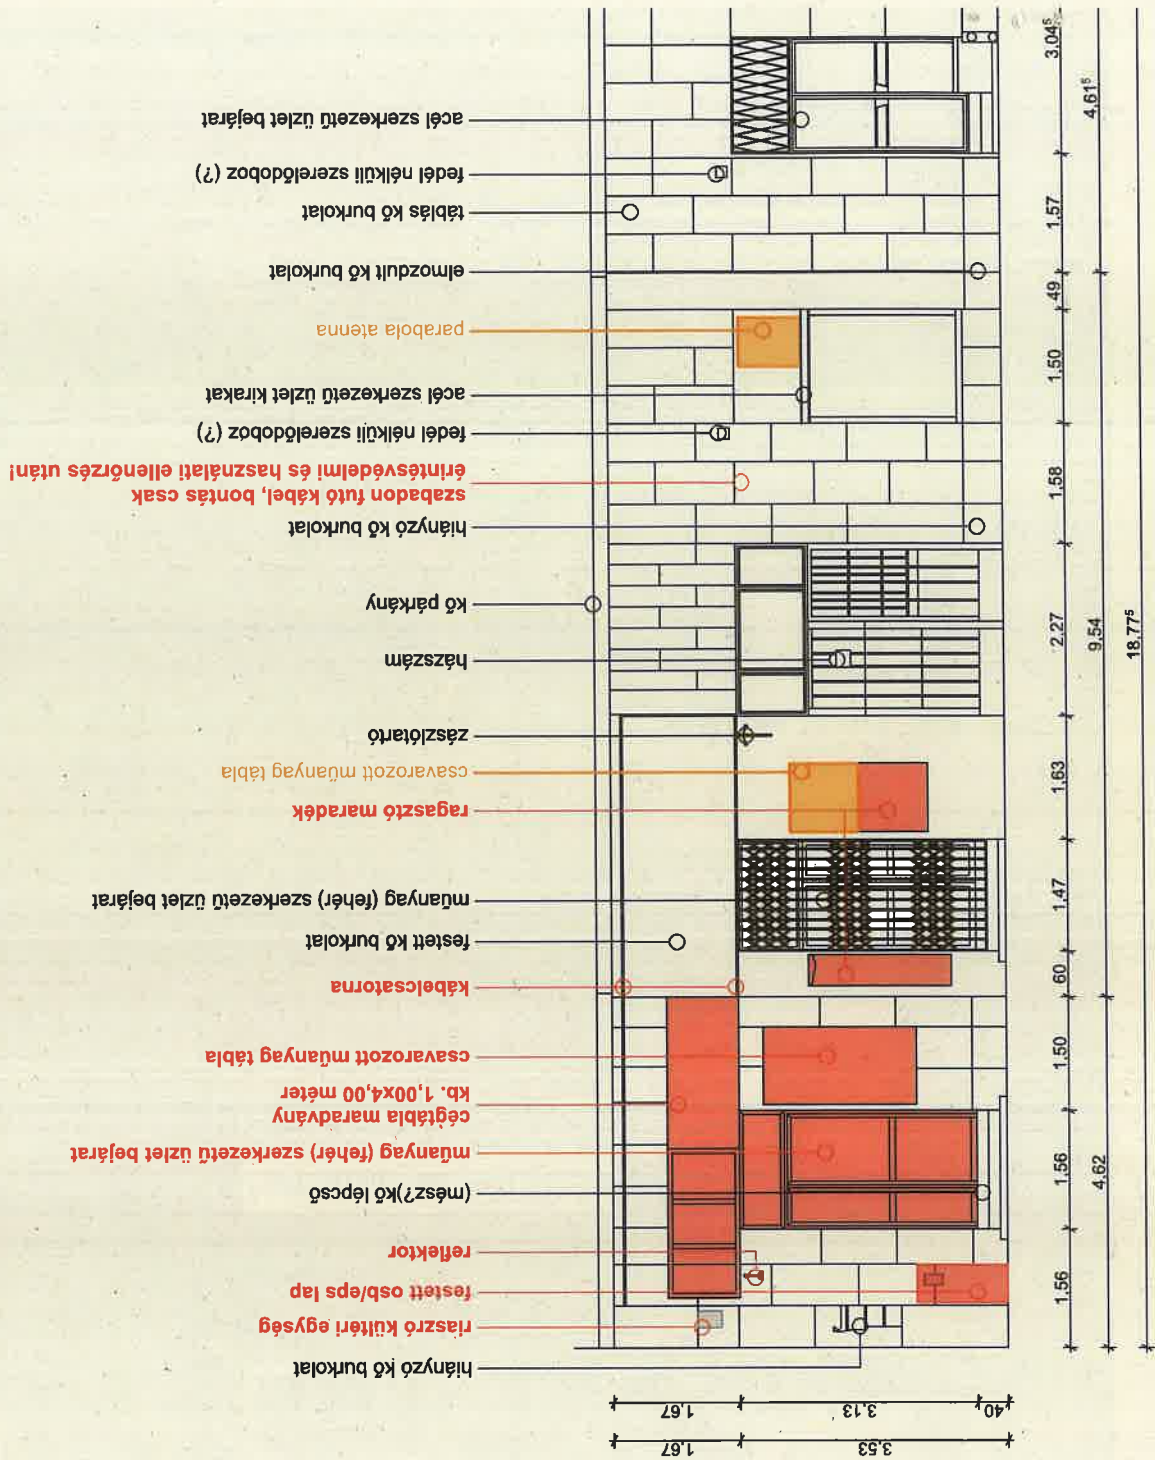 3,53 1,67
40 3,13 1,67
hiányzó kő burkolat
riaszró kültéri egység
festett osb/eps lap
reflektor
(mész?)kő lépcső
műanyag (fehér) szerkezetű üzlet bejárat
cégtábla maradvány
kb. 1,00x4,00 méter
csavarozott műanyag tábla
kábelcsatorna
festett kő burkolat
műanyag (fehér) szerkezetű üzlet bejárat
ragasztó maradék
csavarozott műanyag tábla
zászlótartó
házszám
kő párkány
hiányzó kő burkolat
szabadon futó kábel, bontás csak
érintésvédelmi és használati ellenőrzés után!
fedél nélküli szerelődoboz (?)
acél szerkezetű üzlet kirakat
parabola atenna
elmozdult kő burkolat
táblás kő burkolat
fedél nélküli szerelődoboz (?)
acél szerkezetű üzlet bejárat
1,56 1,56 1,50 60 1,47 1,63 2,27 1,58 1,50 49 1,57 3,04⁵
4,62 9,54 4,61⁵
18,77⁵